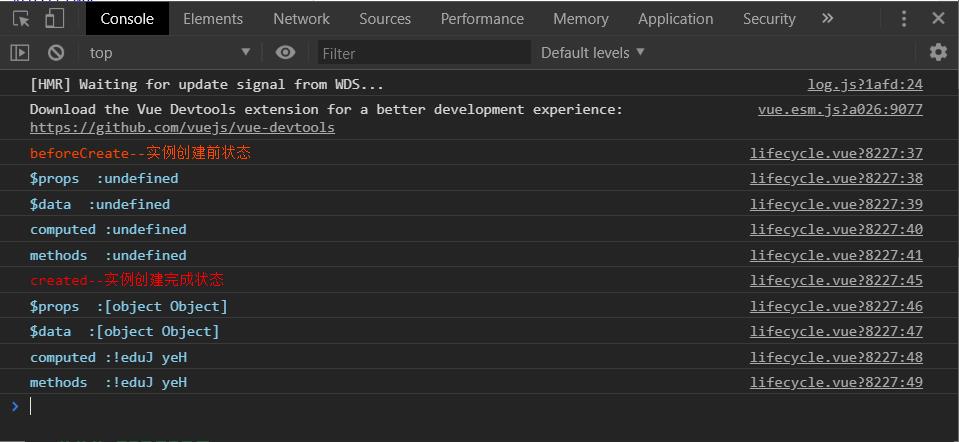 Console Elements Network Sources Performance Memory Application Security »
top Filter Default levels
[HMR] Waiting for update signal from WDS... log.js?1afd:24
Download the Vue Devtools extension for a better development experience: vue.esm.js?a026:9077
https://github.com/vuejs/vue-devtools
beforeCreate--实例创建前状态 lifecycle.vue?8227:37
$props  :undefined lifecycle.vue?8227:38
$data  :undefined lifecycle.vue?8227:39
computed :undefined lifecycle.vue?8227:40
methods  :undefined lifecycle.vue?8227:41
created--实例创建完成状态 lifecycle.vue?8227:45
$props  :[object Object] lifecycle.vue?8227:46
$data  :[object Object] lifecycle.vue?8227:47
computed :!eduJ yeH lifecycle.vue?8227:48
methods  :!eduJ yeH lifecycle.vue?8227:49